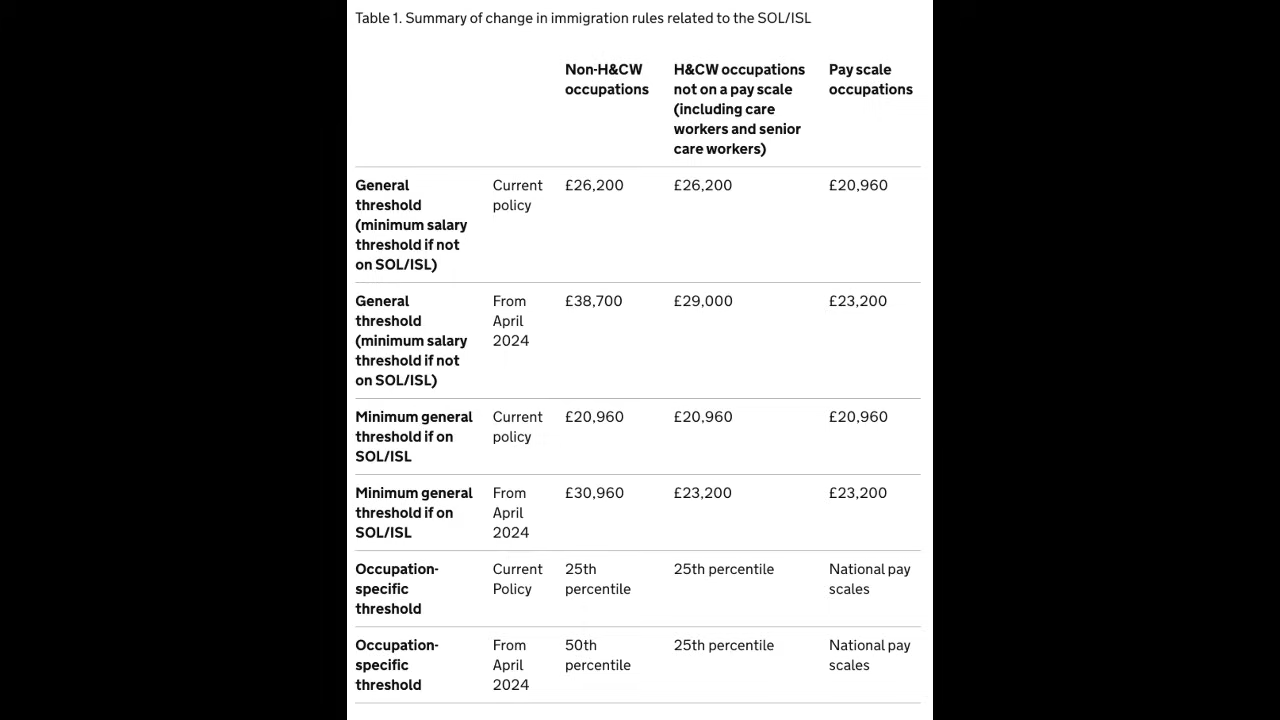 Table 1. Summary of change in immigration rules related to the SOL/ISL
Non-H&CW occupations
H&CW occupations not on a pay scale (including care workers and senior care workers)
Pay scale occupations
General threshold (minimum salary threshold if not on SOL/ISL) Current policy £26,200 £26,200 £20,960
General threshold (minimum salary threshold if not on SOL/ISL) From April 2024 £38,700 £29,000 £23,200
Minimum general threshold if on SOL/ISL Current policy £20,960 £20,960 £20,960
Minimum general threshold if on SOL/ISL From April 2024 £30,960 £23,200 £23,200
Occupation-specific threshold Current Policy 25th percentile 25th percentile National pay scales
Occupation-specific threshold From April 2024 50th percentile 25th percentile National pay scales